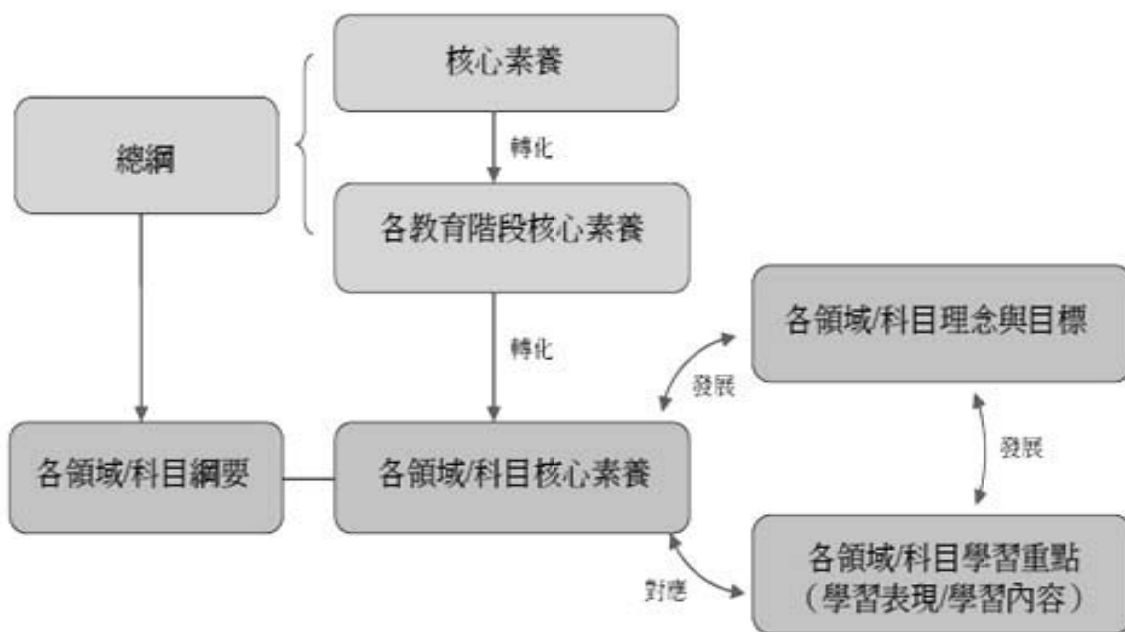 核心素養
總綱
轉化
各教育階段核心素養
各領域/科目理念與目標
轉化
發展
各領域/科目綱要
各領域/科目核心素養
發展
各領域/科目學習重點
（學習表現/學習內容）
對應